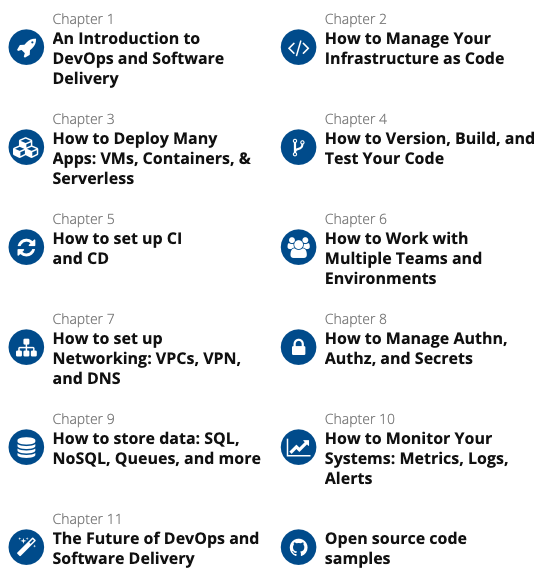 Chapter 1
An Introduction to
DevOps and Software
Delivery
Chapter 2
How to Manage Your
Infrastructure as Code
Chapter 3
How to Deploy Many
Apps: VMs, Containers, &
Serverless
Chapter 4
How to Version, Build, and
Test Your Code
Chapter 5
How to set up CI
and CD
Chapter 6
How to Work with
Multiple Teams and
Environments
Chapter 7
How to set up
Networking: VPCs, VPN,
and DNS
Chapter 8
How to Manage Authn,
Authz, and Secrets
Chapter 9
How to store data: SQL,
NoSQL, Queues, and more
Chapter 10
How to Monitor Your
Systems: Metrics, Logs,
Alerts
Chapter 11
The Future of DevOps and
Software Delivery
Open source code
samples